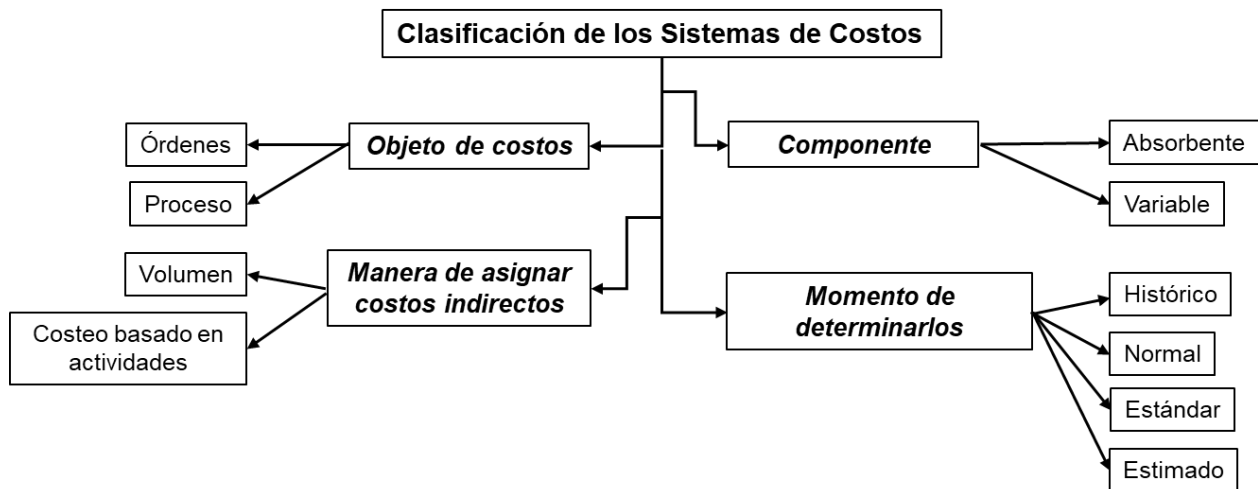 Clasificación de los Sistemas de Costos
Órdenes
Proceso
Objeto de costos
Componente
Absorbente
Variable
Volumen
Costeo basado en
actividades
Manera de asignar
costos indirectos
Momento de
determinarlos
Histórico
Normal
Estándar
Estimado